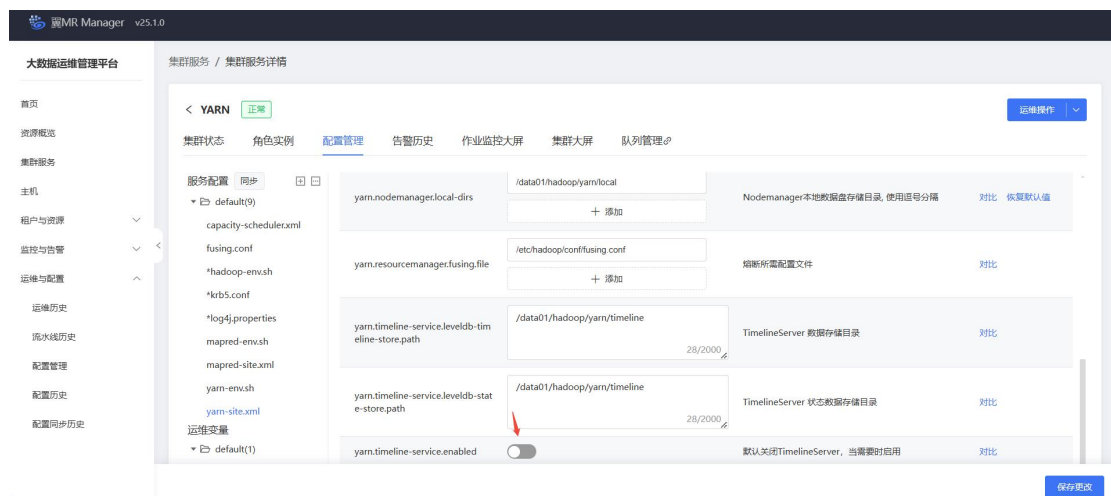 翼MR Manager v25.1.0
大数据运维管理平台
首页
资源概览
集群服务
主机
租户与资源
监控与告警
运维与配置
运维历史
流水线历史
配置管理
配置历史
配置同步历史
集群服务 / 集群服务详情
< YARN 正常
运维操作
集群状态 角色实例 配置管理 告警历史 作业监控大屏 集群大屏 队列管理
服务配置 同步
default(9)
capacity-scheduler.xml
fusing.conf
*hadoop-env.sh
*krb5.conf
*log4j.properties
mapred-env.sh
mapred-site.xml
yarn-env.sh
yarn-site.xml
运维变量
default(1)
yarn.nodemanager.local-dirs
/data01/hadoop/yarn/local
+ 添加
Nodemanager本地数据盘存储目录, 使用逗号分隔
对比 恢复默认值
yarn.resourcemanager.fusing.file
/etc/hadoop/conf/fusing.conf
+ 添加
熔断所需配置文件
对比
yarn.timeline-service.leveldb-tim
eline-store.path
/data01/hadoop/yarn/timeline
28/2000
TimelineServer 数据存储目录
对比
yarn.timeline-service.leveldb-stat
e-store.path
/data01/hadoop/yarn/timeline
28/2000
TimelineServer 状态数据存储目录
对比
yarn.timeline-service.enabled
默认关闭TimelineServer，当需要时启用
对比
保存更改